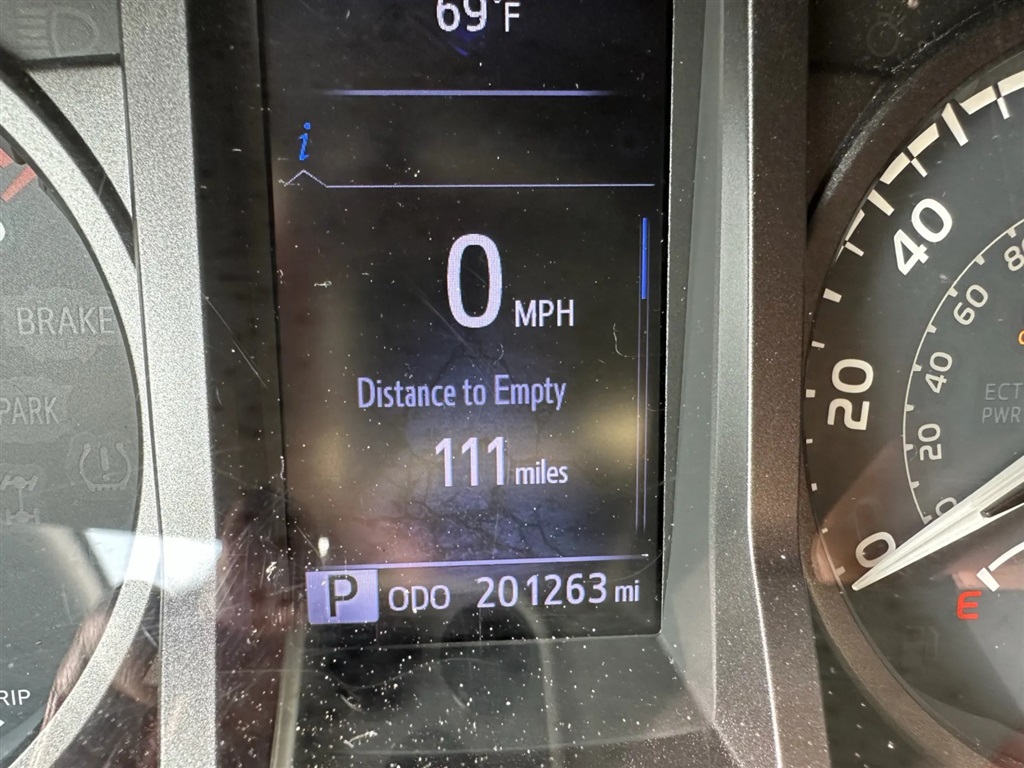 69°F
i
0 MPH
Distance to Empty
111 miles
P ODO 201263 mi
BRAKE
PARK
RIP
40
20
0
80
60
40
20
ECT
PWR
E